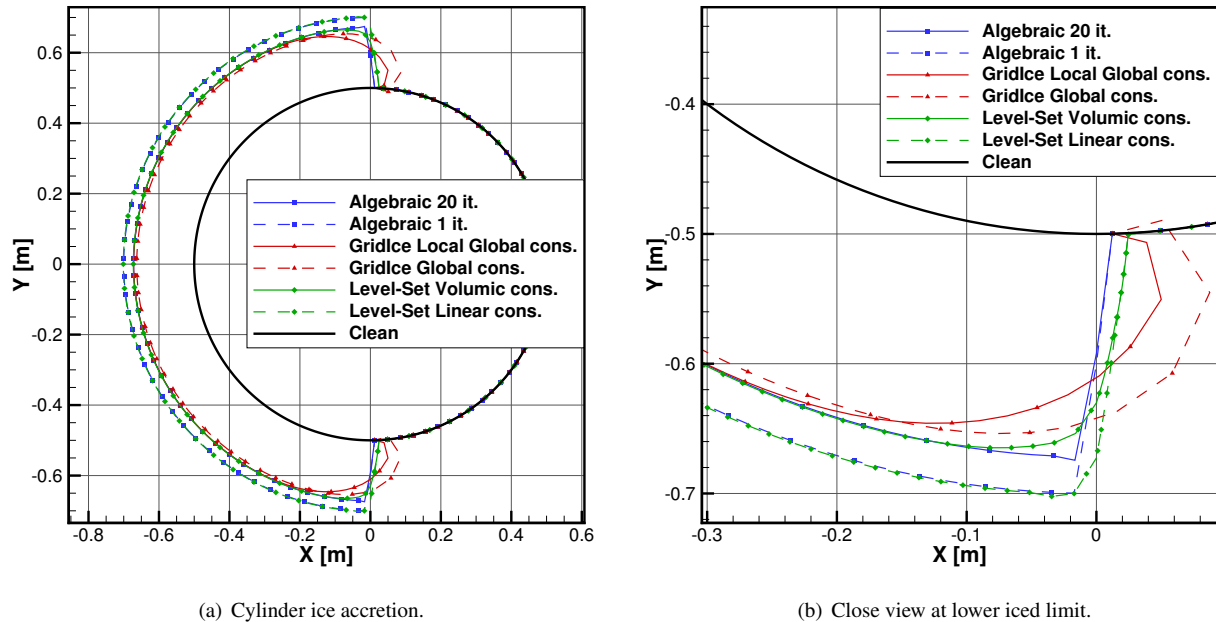 0.6
0.4
0.2
0
-0.2
-0.4
-0.6
Y [m]
-0.8 -0.6 -0.4 -0.2 0 0.2 0.4 0.6
X [m]
Algebraic 20 it.
Algebraic 1 it.
GridIce Local Global cons.
GridIce Global cons.
Level-Set Volumic cons.
Level-Set Linear cons.
Clean
(a) Cylinder ice accretion.
-0.4
-0.5
-0.6
-0.7
Y [m]
-0.3 -0.2 -0.1 0
X [m]
Algebraic 20 it.
Algebraic 1 it.
GridIce Local Global cons.
GridIce Global cons.
Level-Set Volumic cons.
Level-Set Linear cons.
Clean
(b) Close view at lower iced limit.